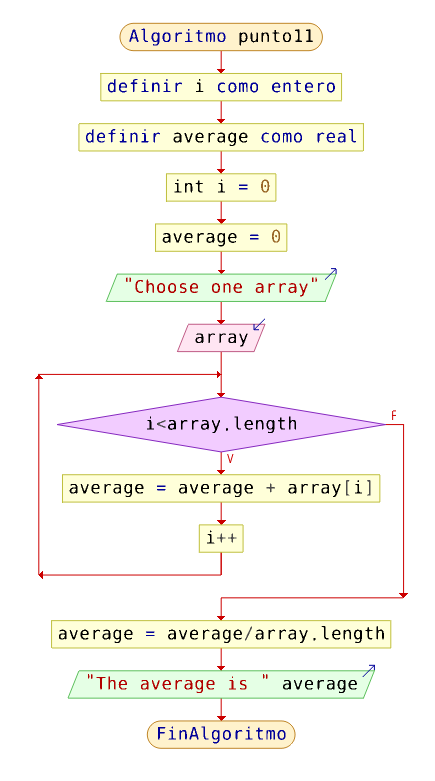 Algoritmo punto11
definir i como entero
definir average como real
int i = 0
average = 0
"Choose one array"
array
i<array.length
F
V
average = average + array[i]
i++
average = average/array.length
"The average is " average
FinAlgoritmo